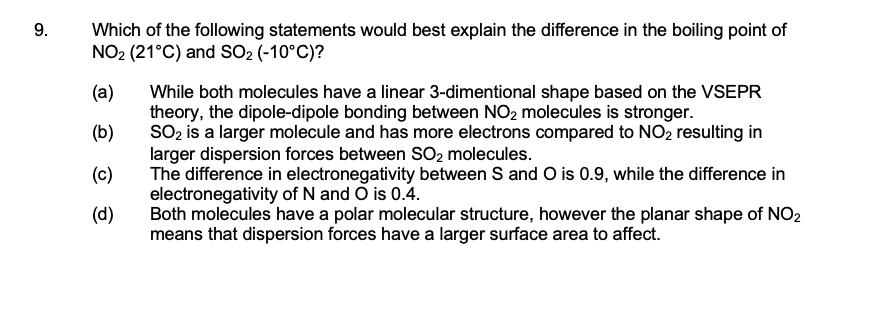 9. Which of the following statements would best explain the difference in the boiling point of
NO₂ (21°C) and SO₂ (-10°C)?
(a) While both molecules have a linear 3-dimentional shape based on the VSEPR
theory, the dipole-dipole bonding between NO₂ molecules is stronger.
(b) SO₂ is a larger molecule and has more electrons compared to NO₂ resulting in
larger dispersion forces between SO₂ molecules.
(c) The difference in electronegativity between S and O is 0.9, while the difference in
electronegativity of N and O is 0.4.
(d) Both molecules have a polar molecular structure, however the planar shape of NO₂
means that dispersion forces have a larger surface area to affect.